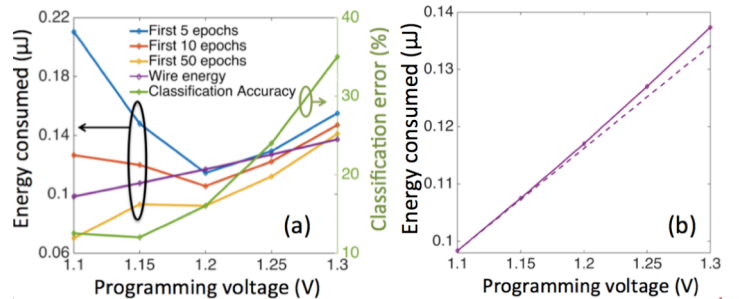 0.22
0.18
0.14
0.1
0.06
Energy consumed (μJ)
First 5 epochs
First 10 epochs
First 50 epochs
Wire energy
Classification Accuracy
40
30
20
10
Classification error (%)
(a)
1.1 1.15 1.2 1.25 1.3
Programming voltage (V)
0.14
0.13
0.12
0.11
0.1
Energy consumed (μJ)
(b)
1.1 1.15 1.2 1.25 1.3
Programming voltage (V)